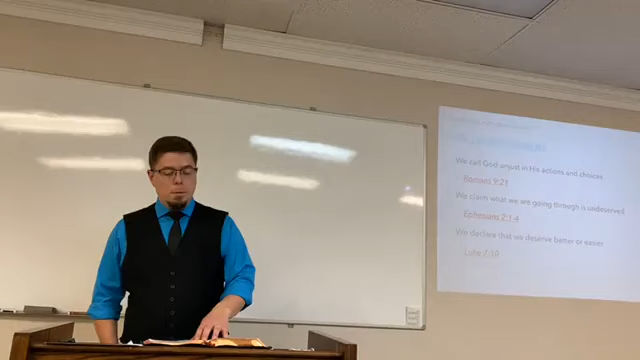 We call God unjust in His actions and choices
Romans 9:21
We claim what we are going through is undeserved
Ephesians 2:1-4
We declare that we deserve better or easier
Luke 7:10